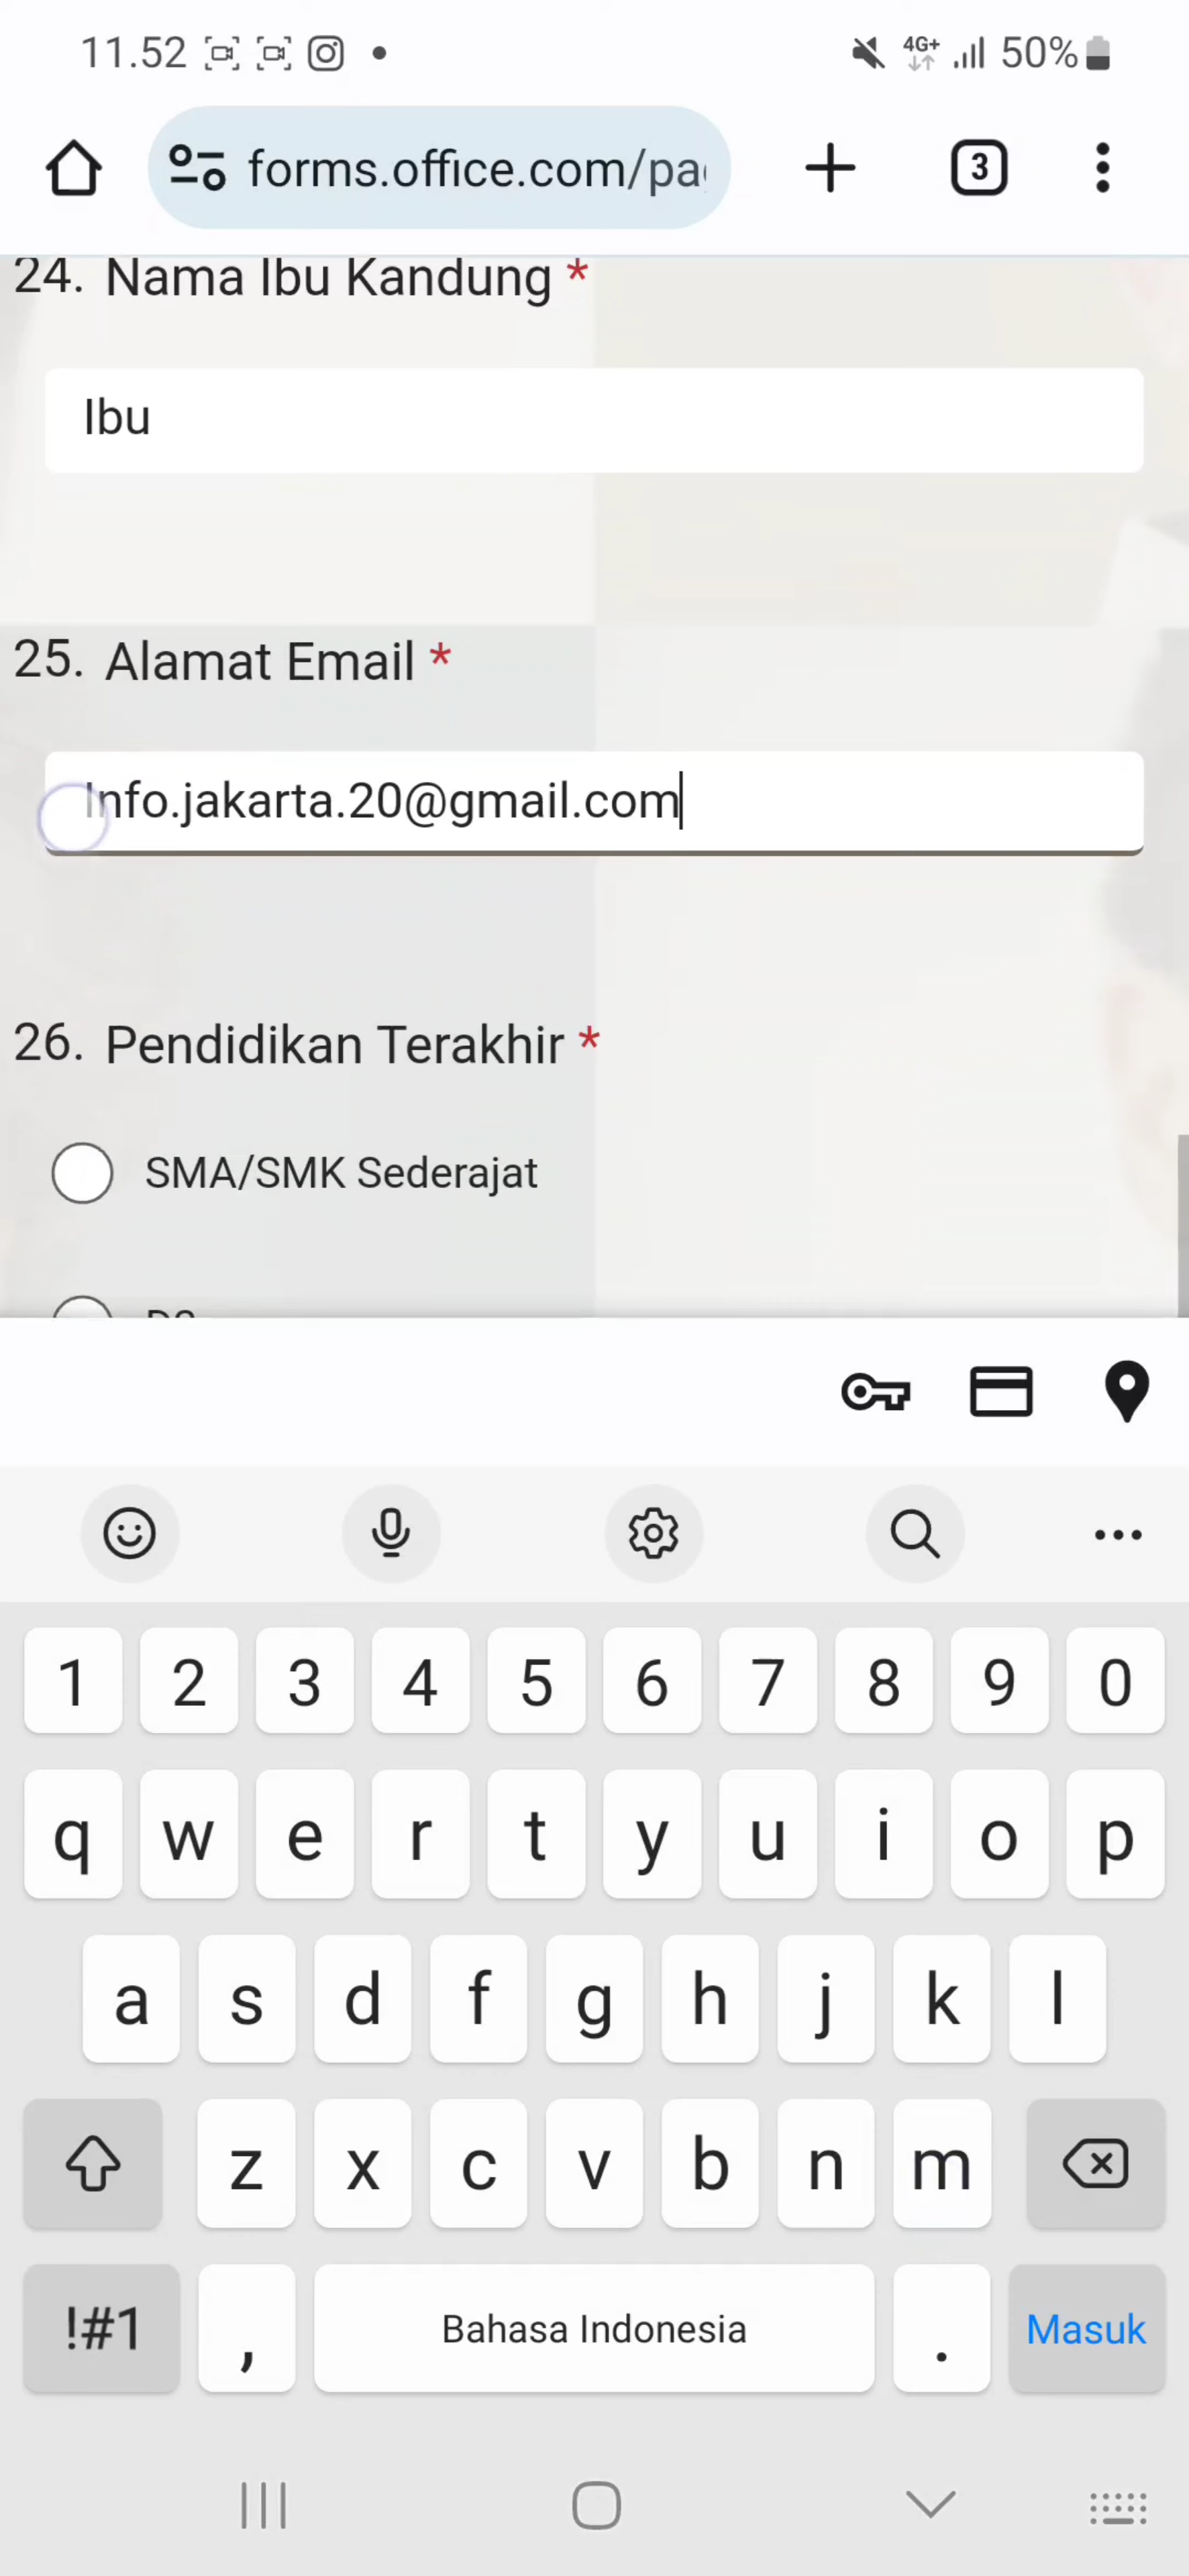 11.52
4G+
50%
forms.office.com/pa
3
24. Nama Ibu Kandung *
Ibu
25. Alamat Email *
Info.jakarta.20@gmail.com
26. Pendidikan Terakhir *
SMA/SMK Sederajat
1 2 3 4 5 6 7 8 9 0
q w e r t y u i o p
a s d f g h j k l
z x c v b n m
!#1 , Bahasa Indonesia . Masuk